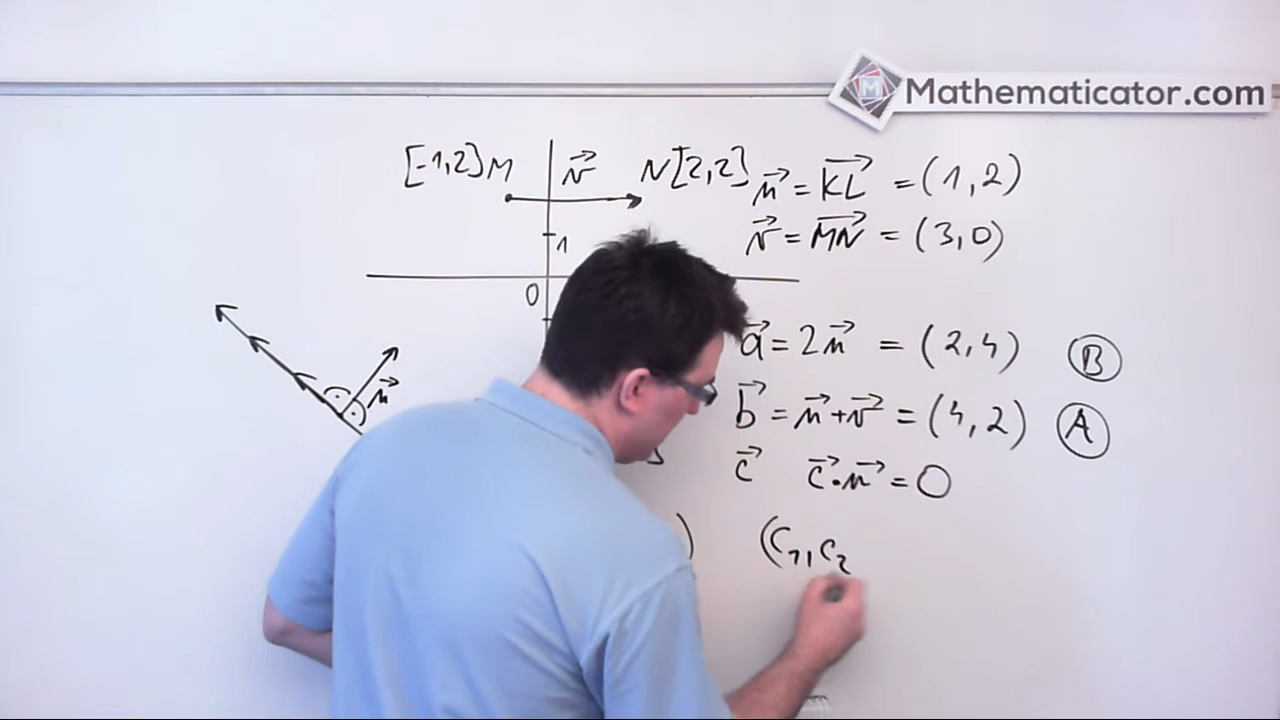 Mathematicator.com
[-1,2]M v⃗ N[2,2]
u⃗ = KL⃗ = (1,2)
v⃗ = MN⃗ = (3,0)
1
0
a⃗ = 2u⃗ = (2,4) B
u⃗
b⃗ = u⃗+v⃗ = (4,2) A
c⃗ c⃗·u⃗ = 0
) (c₁,c₂